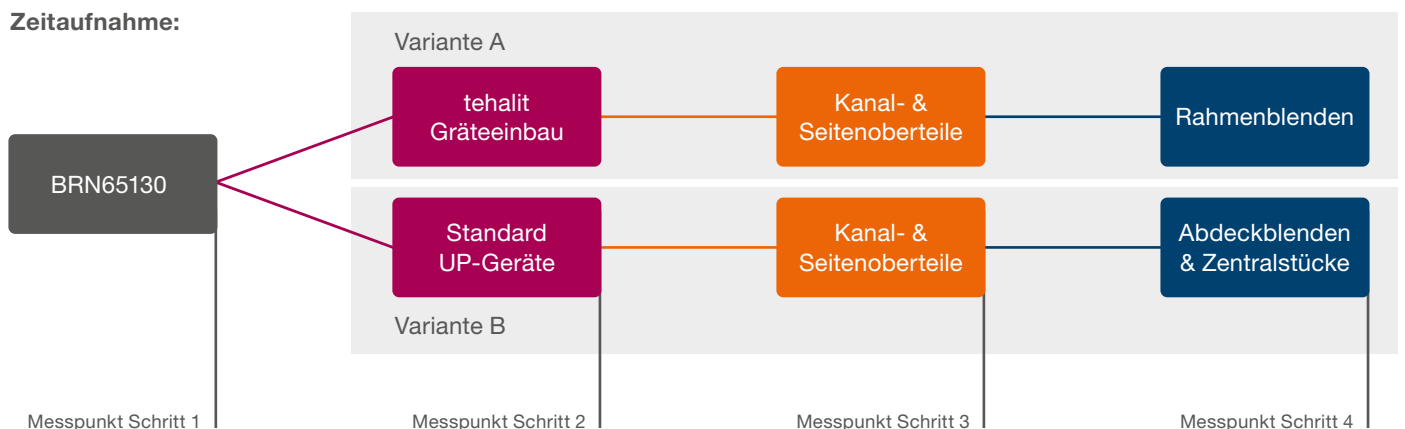 Zeitaufnahme:
Variante A
tehalit
Gräteeinbau
Kanal- &
Seitenoberteile
Rahmenblenden
BRN65130
Standard
UP-Geräte
Kanal- &
Seitenoberteile
Abdeckblenden
& Zentralstücke
Variante B
Messpunkt Schritt 1
Messpunkt Schritt 2
Messpunkt Schritt 3
Messpunkt Schritt 4